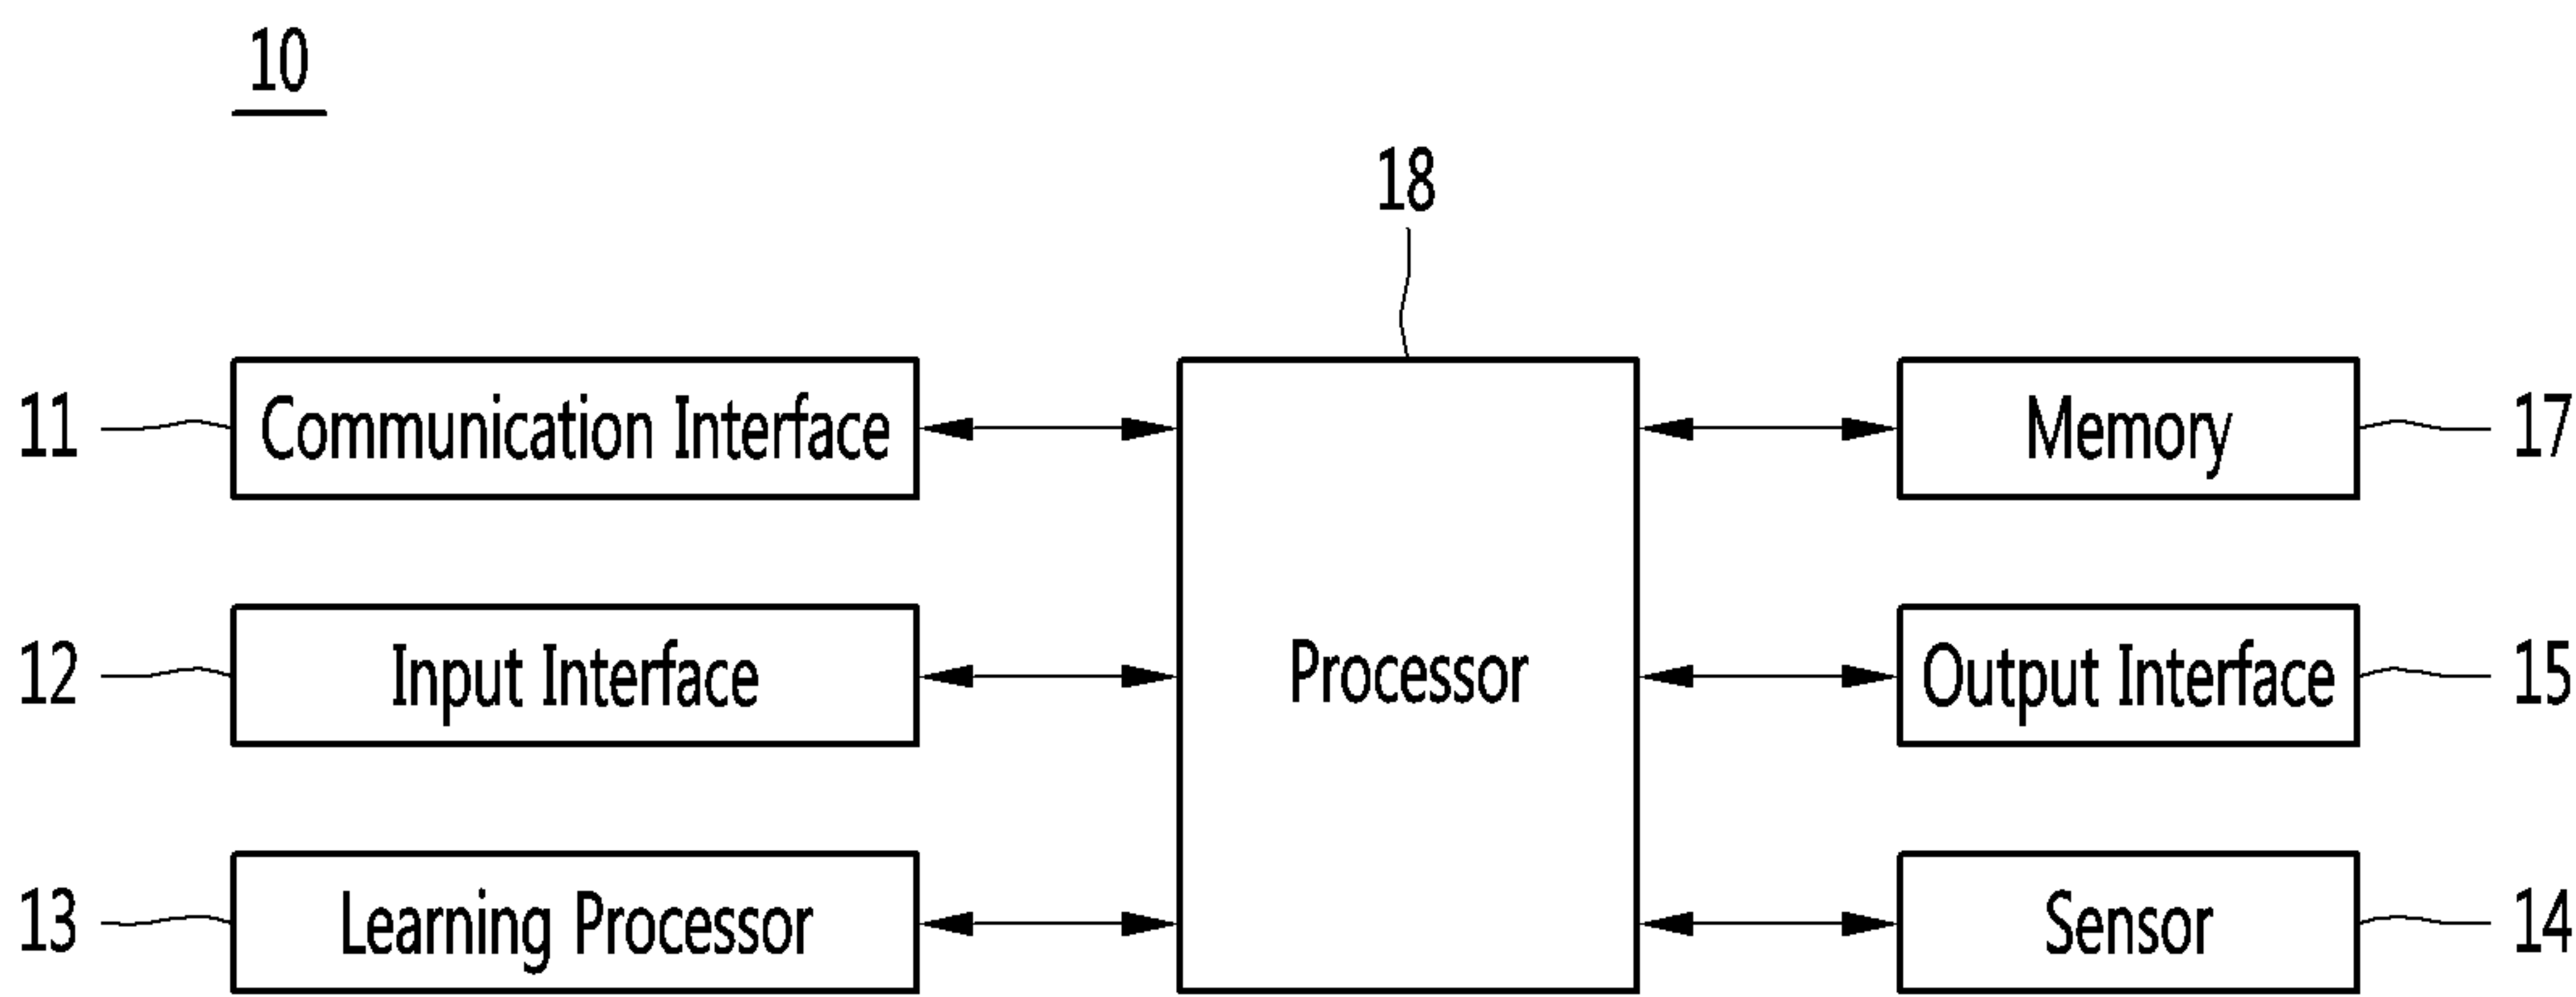 10
18
11 Communication Interface Memory 17
12 Input Interface Processor Output Interface 15
13 Learning Processor Sensor 14